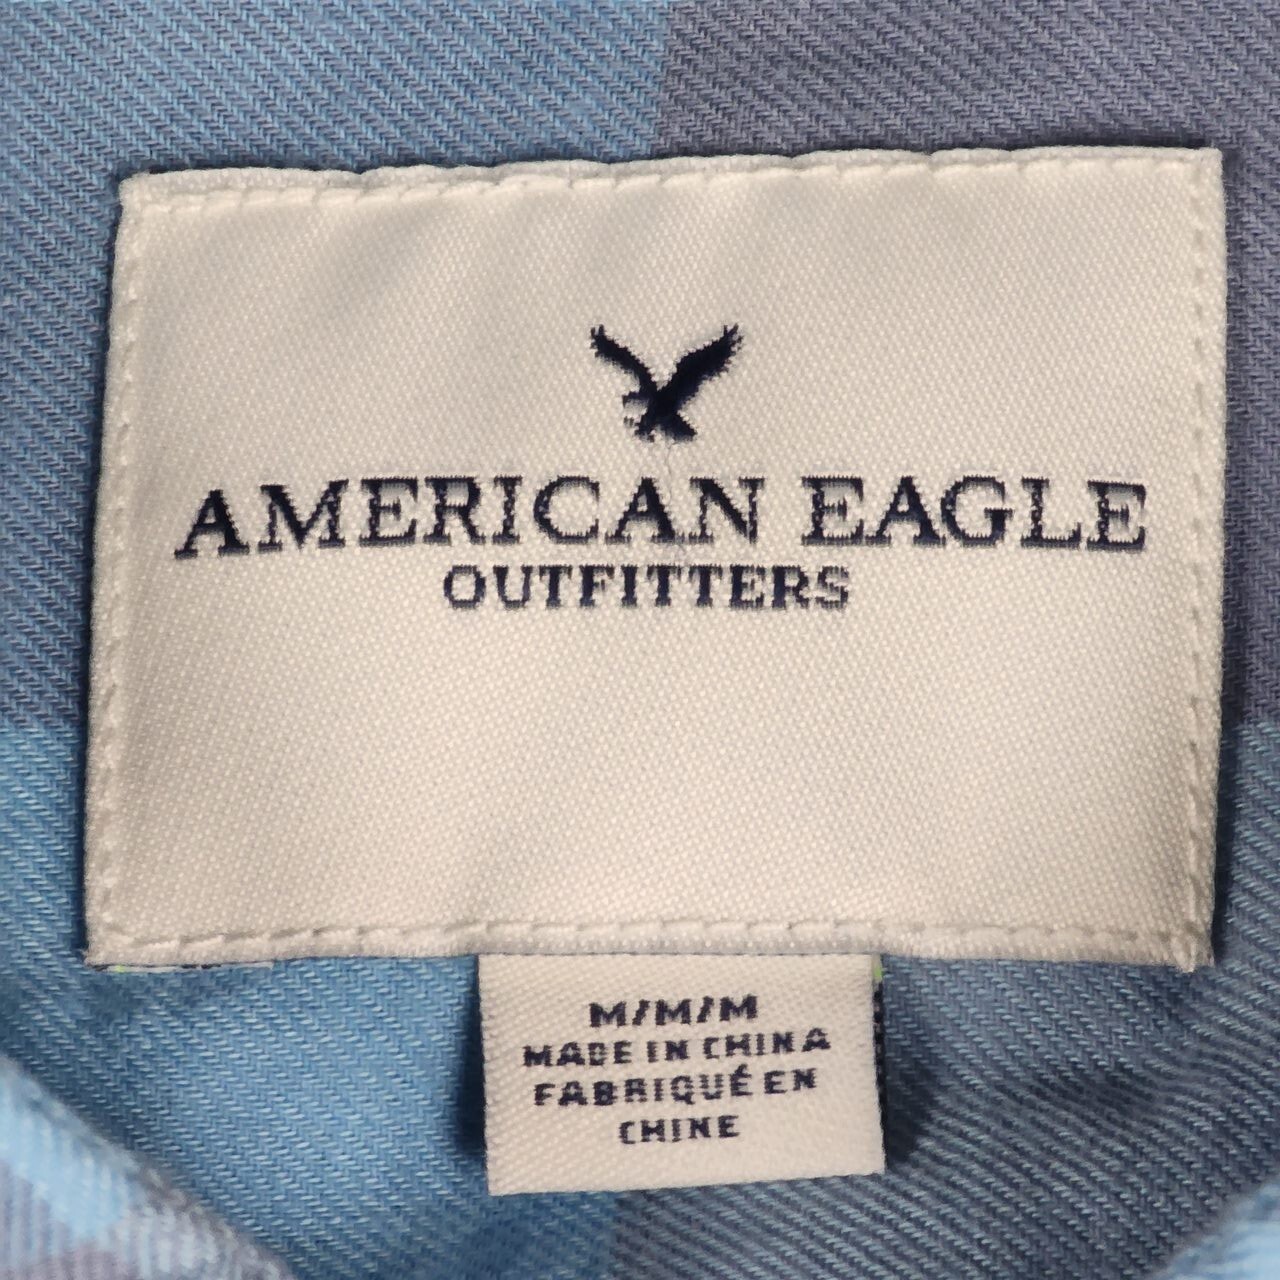 AMERICAN EAGLE
OUTFITTERS
M/M/M
MADE IN CHINA
FABRIQUÉ EN
CHINE